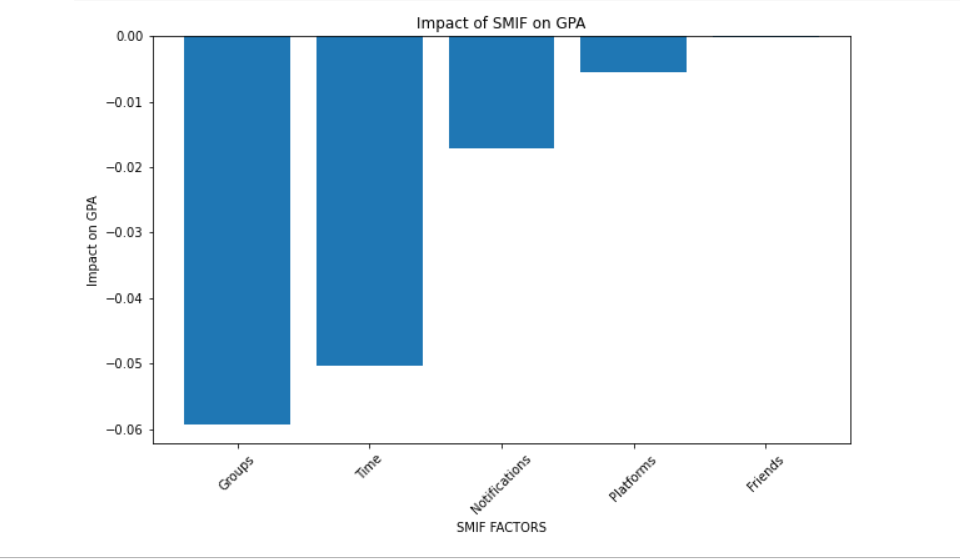 Impact of SMIF on GPA
0.00
−0.01
−0.02
−0.03
−0.04
−0.05
−0.06
Impact on GPA
Groups
Time
Notifications
Platforms
Friends
SMIF FACTORS